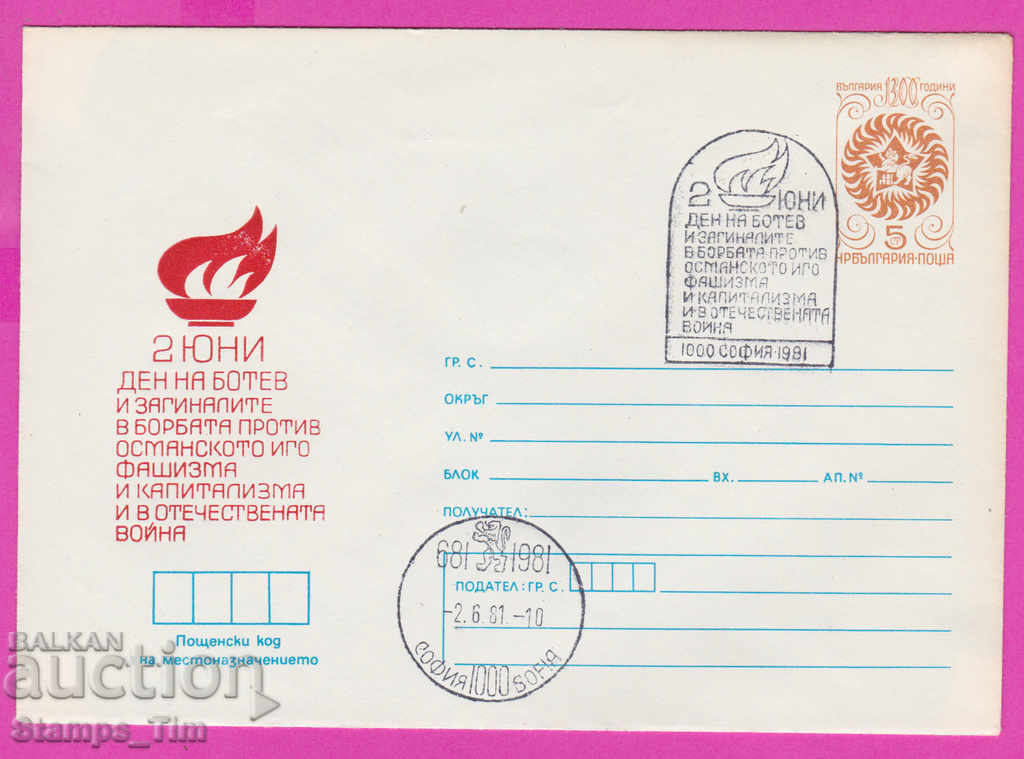 БЪЛГАРИЯ 1300 ГОДИНИ
5
СТ
НРБЪЛГАРИЯ·ПОЩА
2 ЮНИ
ДЕН НА БОТЕВ
И ЗАГИНАЛИТЕ
В БОРБАТА ПРОТИВ
ОСМАНСКОТО ИГО
ФАШИЗМА
И КАПИТАЛИЗМА
И В ОТЕЧЕСТВЕНАТА
ВОЙНА
1000 СОФИЯ·1981
2 ЮНИ
ДЕН НА БОТЕВ
И ЗАГИНАЛИТЕ
В БОРБАТА ПРОТИВ
ОСМАНСКОТО ИГО
ФАШИЗМА
И КАПИТАЛИЗМА
И В ОТЕЧЕСТВЕНАТА
ВОЙНА
ГР. С.
ОКРЪГ
УЛ. №
БЛОК ВХ. АП. №
ПОЛУЧАТЕЛ:
681 1981
ПОДАТЕЛ: ГР. С.
-2.6.81.-10
СОФИЯ 1000 SOFIA
Пощенски код
на местоназначението
BALKAN
auction
Stamps_Tim